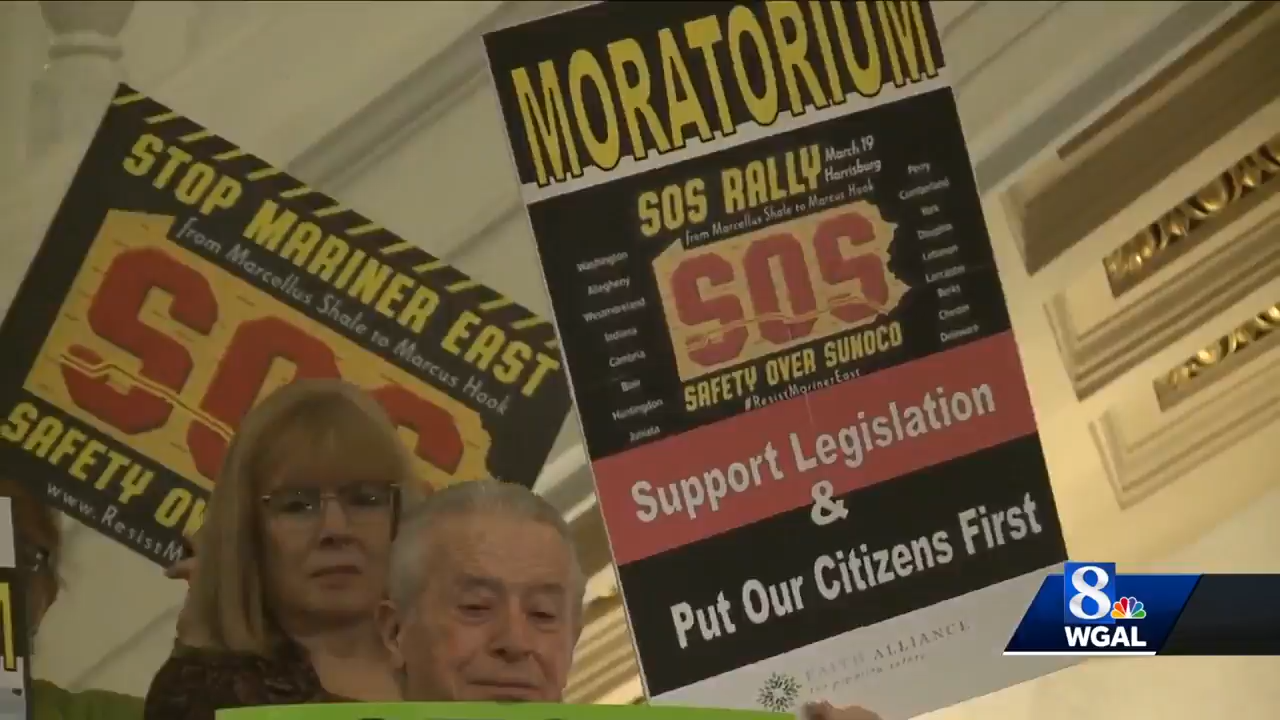 STOP MARINER EAST
from Marcellus Shale to Marcus Hook
SOS
SAFETY OV
www.ResistM
MORATORIUM
SOS RALLY
March 19
Harrisburg
from Marcellus Shale to Marcus Hook
SOS
Washington
Allegheny
Westmoreland
Indiana
Cambria
Blair
Huntingdon
Juniata
Perry
Cumberland
York
Dauphin
Lebanon
Lancaster
Berks
Chester
Delaware
SAFETY OVER SUNOCO
#ResistMarinerEast
Support Legislation
&
Put Our Citizens First
FAITH ALLIANCE
8
WGAL